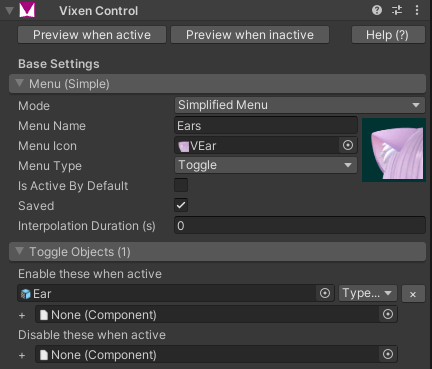 Vixen Control
Preview when active Preview when inactive Help (?)
Base Settings
Menu (Simple)
Mode Simplified Menu
Menu Name Ears
Menu Icon VEar
Menu Type Toggle
Is Active By Default
Saved
Interpolation Duration (s) 0
Toggle Objects (1)
Enable these when active
Ear Type... ×
+ None (Component)
Disable these when active
+ None (Component)